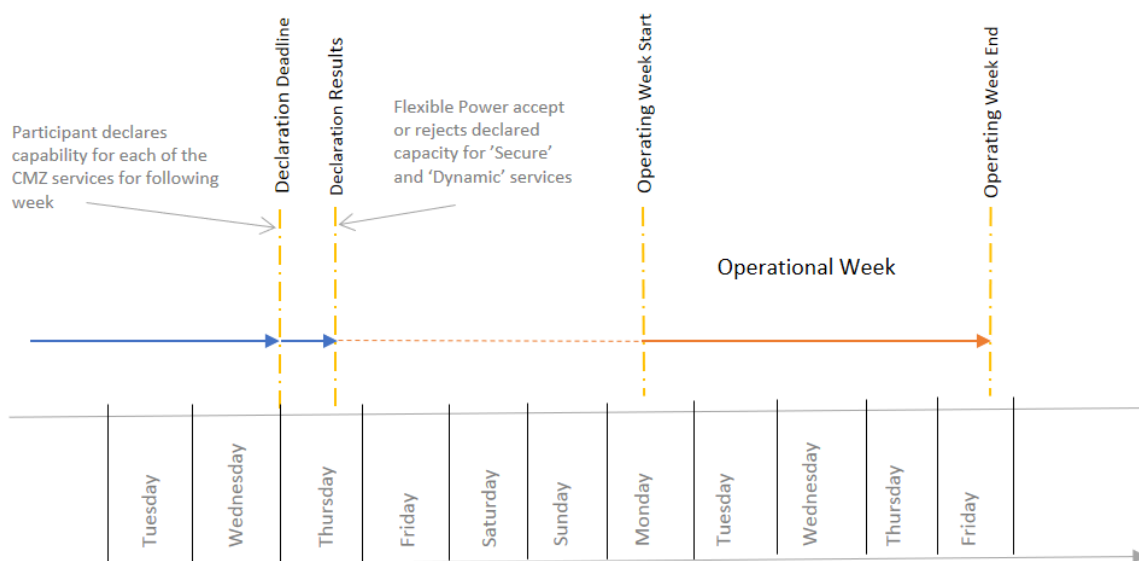 Participant declares
capability for each of the
CMZ services for following
week
Declaration Deadline
Declaration Results
Flexible Power accept
or rejects declared
capacity for ’Secure’
and ‘Dynamic’ services
Operating Week Start
Operating Week End
Operational Week
Tuesday
Wednesday
Thursday
Friday
Saturday
Sunday
Monday
Tuesday
Wednesday
Thursday
Friday